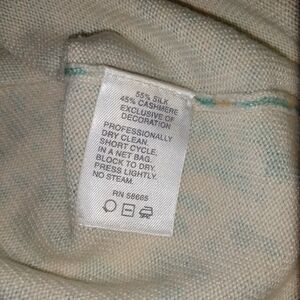 55% SILK
45% CASHMERE
EXCLUSIVE OF
DECORATION
PROFESSIONALLY
DRY CLEAN.
SHORT CYCLE.
IN A NET BAG.
BLOCK TO DRY.
PRESS LIGHTLY.
NO STEAM.
RN 58665